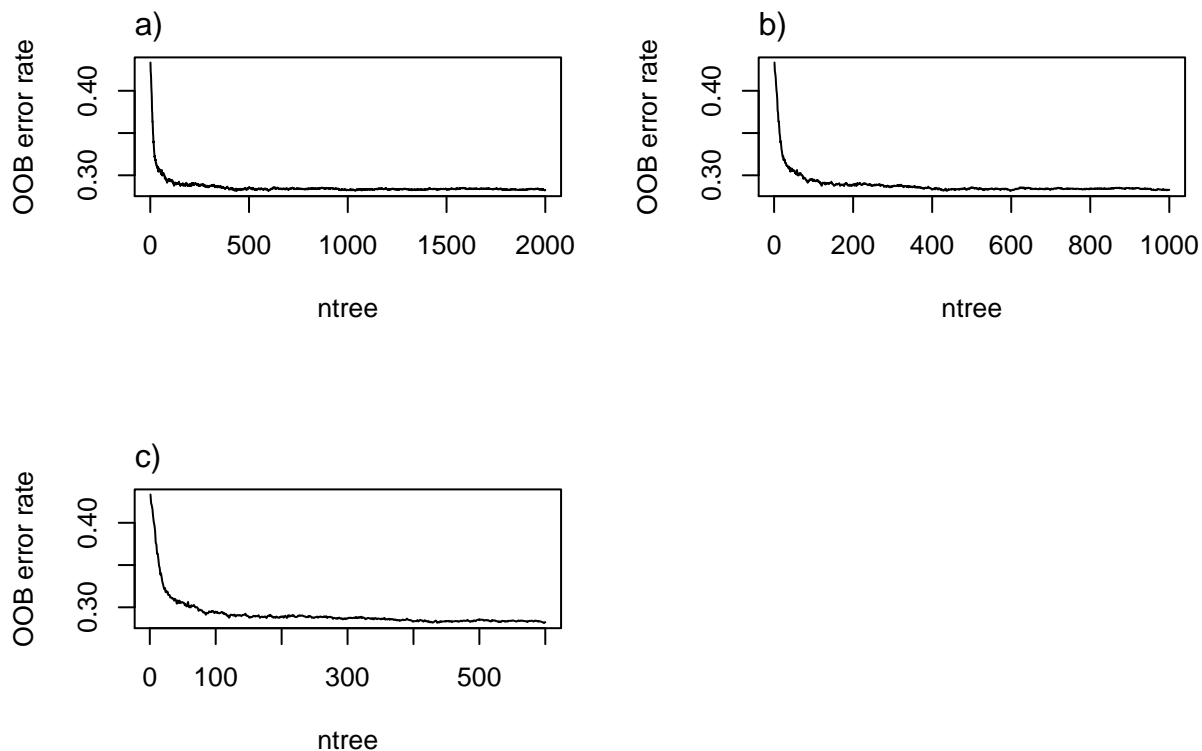 a)
OOB error rate
0.30 0.40
0 500 1000 1500 2000
ntree
b)
OOB error rate
0.30 0.40
0 200 400 600 800 1000
ntree
c)
OOB error rate
0.30 0.40
0 100 300 500
ntree